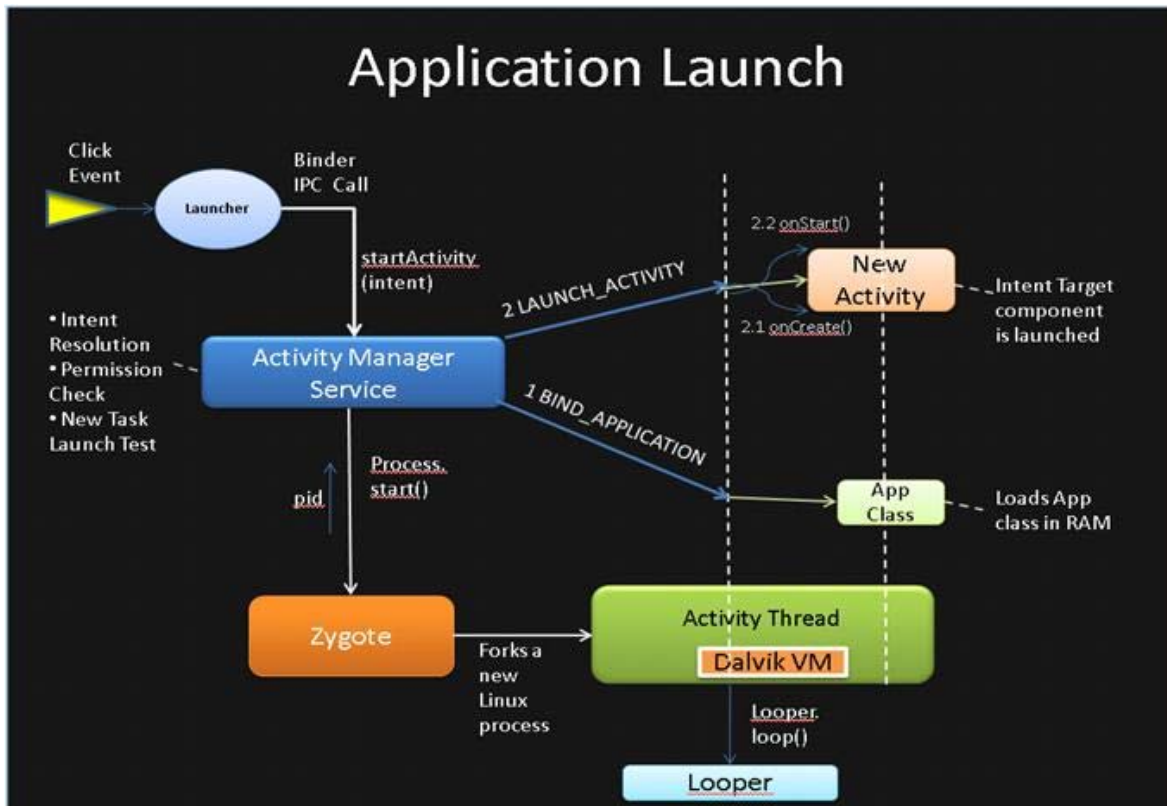 Application Launch
Click
Event
Launcher
Binder
IPC Call
startActivity
(intent)
• Intent
Resolution
• Permission
Check
• New Task
Launch Test
Activity Manager
Service
2 LAUNCH_ACTIVITY
2.2 onStart()
2.1 onCreate()
New
Activity
Intent Target
component
is launched
1 BIND_APPLICATION
App
Class
Loads App
class in RAM
pid
Process.
start()
Zygote
Forks a
new
Linux
process
Activity Thread
Dalvik VM
Looper.
loop()
Looper